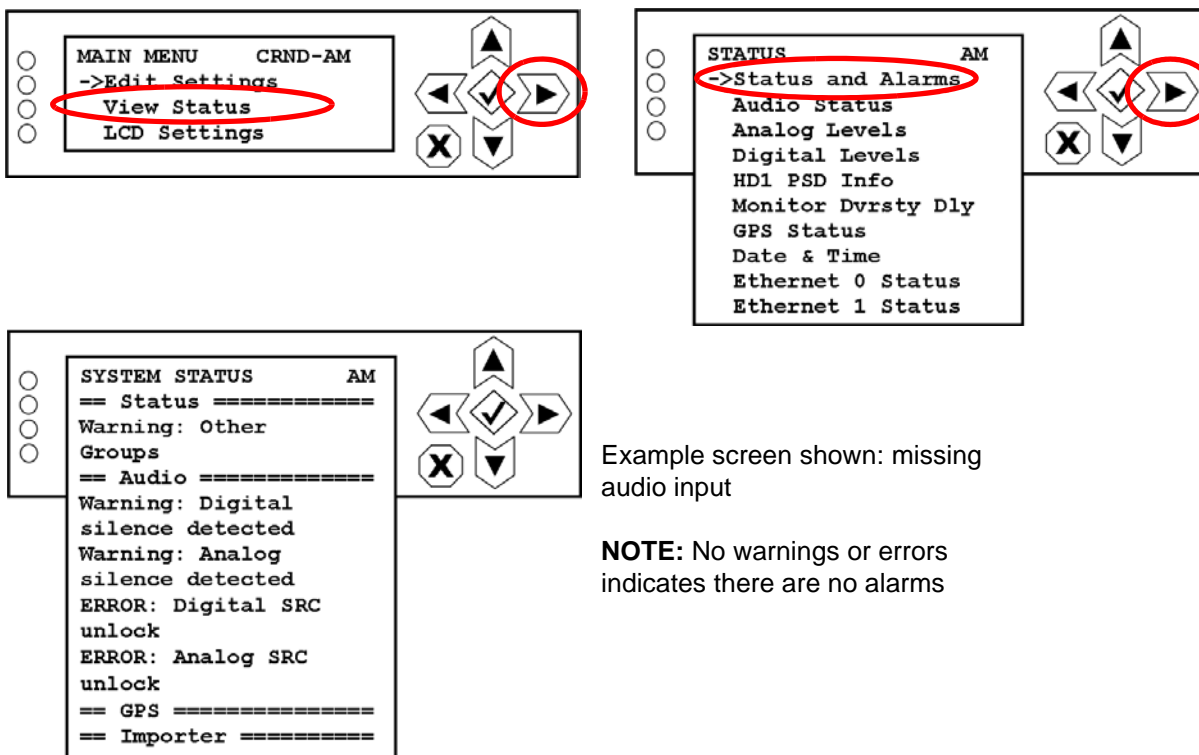 MAIN MENU CRND-AM
->Edit Settings
View Status
LCD Settings
X
STATUS AM
->Status and Alarms
Audio Status
Analog Levels
Digital Levels
HD1 PSD Info
Monitor Dvrsty Dly
GPS Status
Date & Time
Ethernet 0 Status
Ethernet 1 Status
X
SYSTEM STATUS AM
== Status ============
Warning: Other
Groups
== Audio =============
Warning: Digital
silence detected
Warning: Analog
silence detected
ERROR: Digital SRC
unlock
ERROR: Analog SRC
unlock
== GPS ===============
== Importer ==========
X
Example screen shown: missing
audio input
NOTE: No warnings or errors
indicates there are no alarms